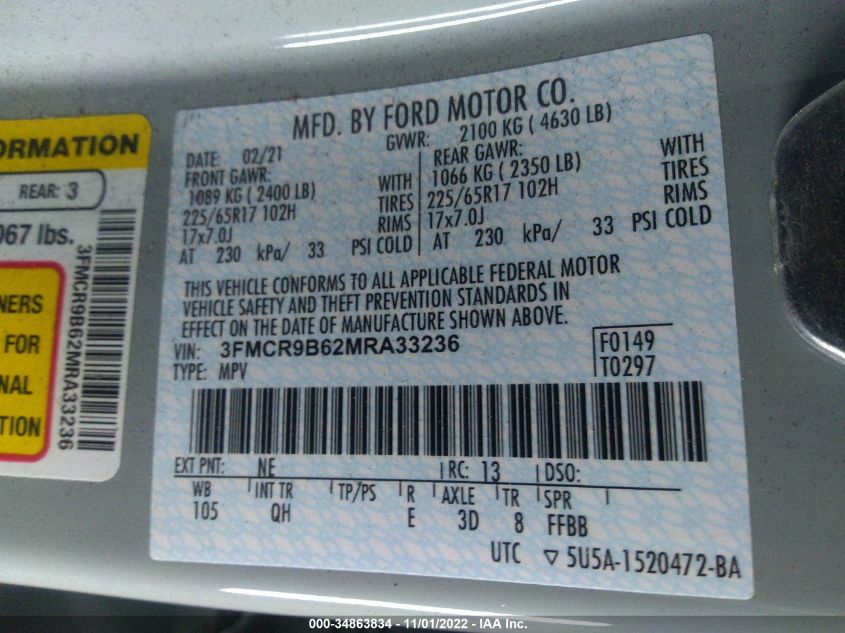 MFD. BY FORD MOTOR CO.
DATE: 02/21
GVWR: 2100 KG ( 4630 LB)
FRONT GAWR:
1089 KG ( 2400 LB) WITH
225/65R17 102H TIRES
17x7.0J RIMS
AT 230 kPa/ 33 PSI COLD
REAR GAWR: WITH
1066 KG ( 2350 LB) TIRES
225/65R17 102H RIMS
17x7.0J
AT 230 kPa/ 33 PSI COLD
THIS VEHICLE CONFORMS TO ALL APPLICABLE FEDERAL MOTOR
VEHICLE SAFETY AND THEFT PREVENTION STANDARDS IN
EFFECT ON THE DATE OF MANUFACTURE SHOWN ABOVE.
VIN: 3FMCR9B62MRA33236
TYPE: MPV
F0149
T0297
EXT PNT: NE RC: 13 DSO:
WB INT TR TP/PS R AXLE TR SPR
105 QH E 3D 8 FFBB
UTC ▽ 5U5A-1520472-BA
ORMATION
REAR: 3
067 lbs.
3FMCR9B62MRA33236
NERS
FOR
NAL
TION
000-34863834 | 11/01/2022 - IAA Inc.